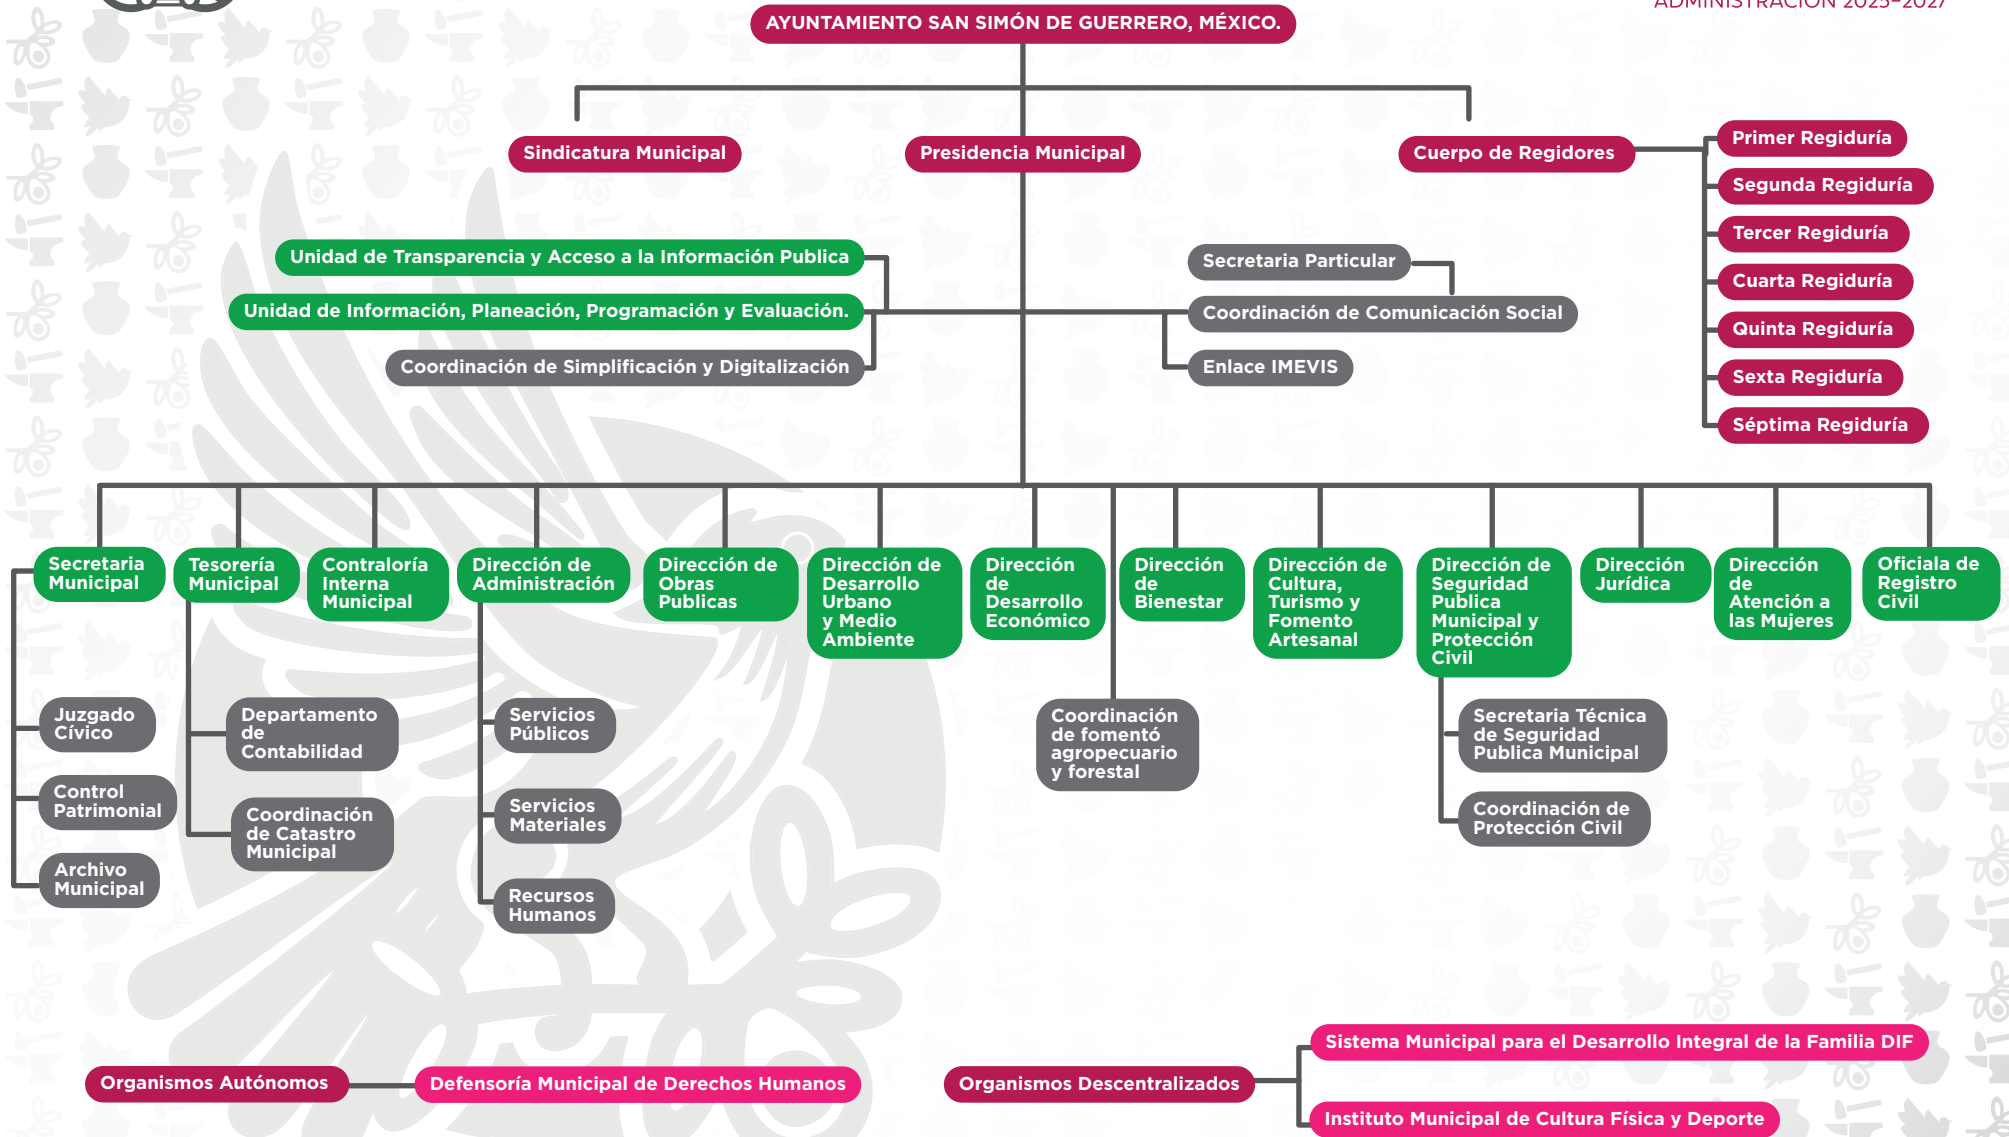 ADMINISTRACIÓN 2025-2027
AYUNTAMIENTO SAN SIMÓN DE GUERRERO, MÉXICO.
Sindicatura Municipal
Presidencia Municipal
Cuerpo de Regidores
Primer Regiduría
Segunda Regiduría
Tercer Regiduría
Cuarta Regiduría
Quinta Regiduría
Sexta Regiduría
Séptima Regiduría
Unidad de Transparencia y Acceso a la Información Publica
Unidad de Información, Planeación, Programación y Evaluación.
Coordinación de Simplificación y Digitalización
Secretaria Particular
Coordinación de Comunicación Social
Enlace IMEVIS
Secretaria
Municipal
Tesorería
Municipal
Contraloría
Interna
Municipal
Dirección de
Administración
Dirección de
Obras
Publicas
Dirección de
Desarrollo
Urbano
y Medio
Ambiente
Dirección
de
Desarrollo
Económico
Dirección
de
Bienestar
Dirección de
Cultura,
Turismo y
Fomento
Artesanal
Dirección de
Seguridad
Publica
Municipal y
Protección
Civil
Dirección
Jurídica
Dirección
de
Atención a
las Mujeres
Oficiala de
Registro
Civil
Juzgado
Cívico
Control
Patrimonial
Archivo
Municipal
Departamento
de
Contabilidad
Coordinación
de Catastro
Municipal
Servicios
Públicos
Servicios
Materiales
Recursos
Humanos
Coordinación
de fomentó
agropecuario
y forestal
Secretaria Técnica
de Seguridad
Publica Municipal
Coordinación de
Protección Civil
Organismos Autónomos
Defensoría Municipal de Derechos Humanos
Organismos Descentralizados
Sistema Municipal para el Desarrollo Integral de la Familia DIF
Instituto Municipal de Cultura Física y Deporte